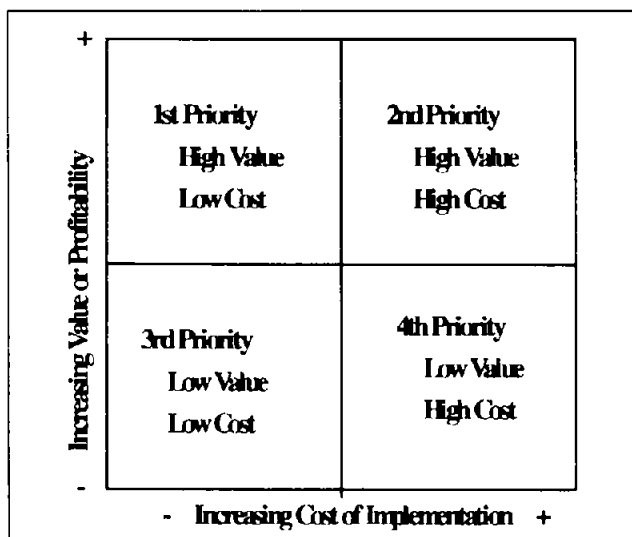 +
1st Priority
High Value
Low Cost
2nd Priority
High Value
High Cost
Increasing Value or Profitability
3rd Priority
Low Value
Low Cost
4th Priority
Low Value
High Cost
-
- Increasing Cost of Implementation +